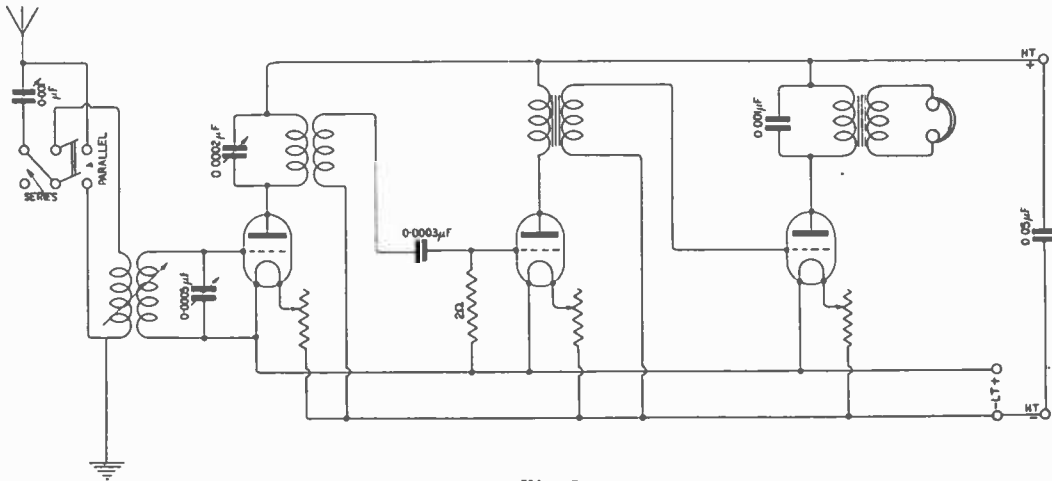 0·001
µF
SERIES
PARALLEL
0·0005 µF
0·0002 µF
0·0003 µF
2Ω
0·001 µF
HT
+
0·05 µF
-LT+
HT
-